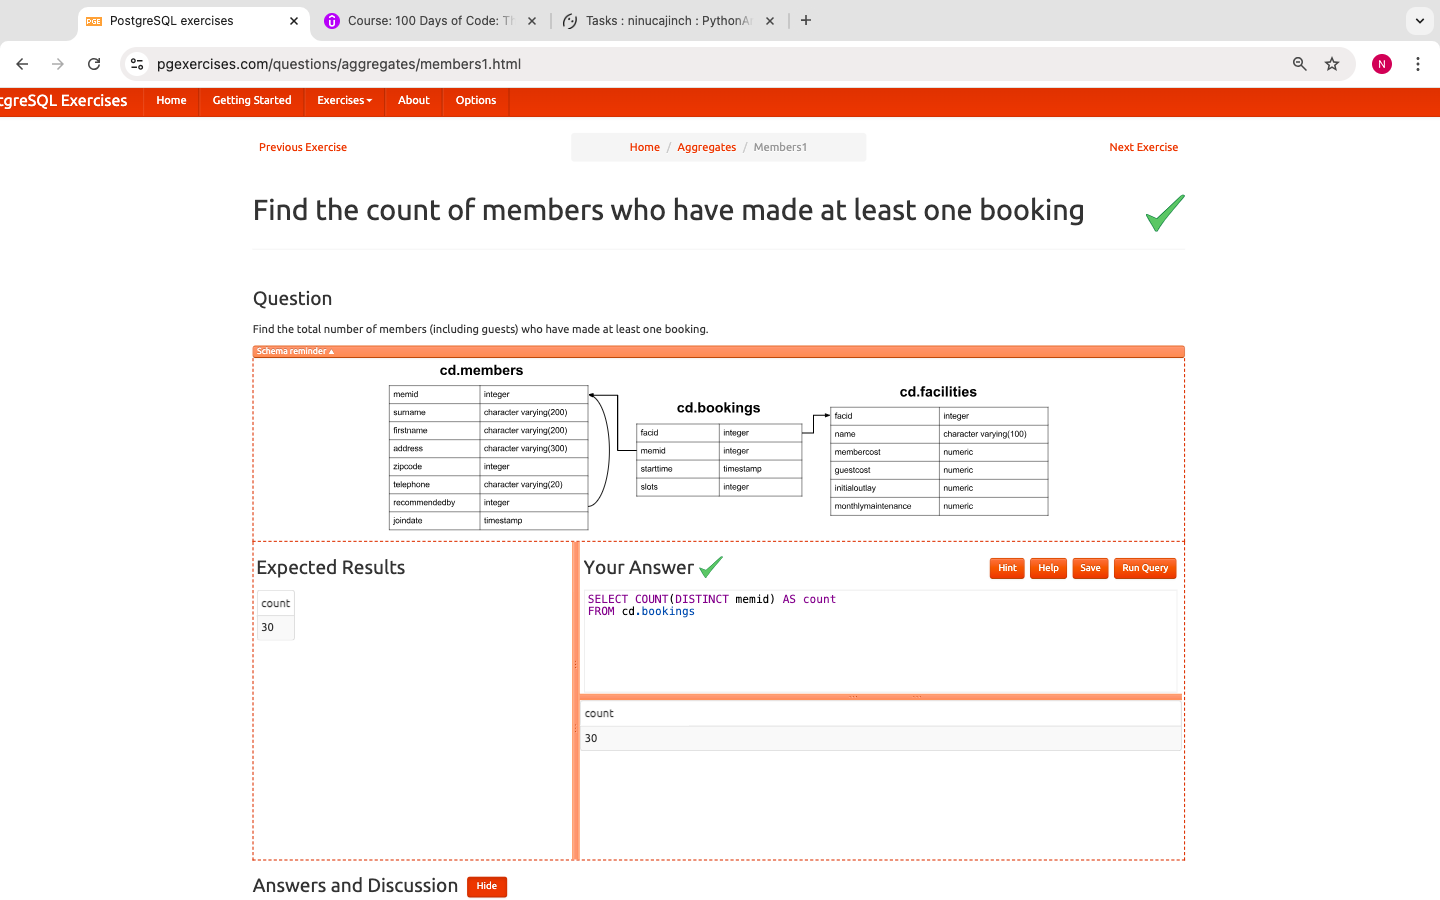 PGE PostgreSQL exercises
Course: 100 Days of Code: Th
Tasks : ninucajinch : PythonA
pgexercises.com/questions/aggregates/members1.html
N
tgreSQL Exercises Home Getting Started Exercises About Options
Previous Exercise Home / Aggregates / Members1 Next Exercise
Find the count of members who have made at least one booking
Question
Find the total number of members (including guests) who have made at least one booking.
Schema reminder
cd.members
memid integer
surname character varying(200)
firstname character varying(200)
address character varying(300)
zipcode integer
telephone character varying(20)
recommendedby integer
joindate timestamp
cd.bookings
facid integer
memid integer
starttime timestamp
slots integer
cd.facilities
facid integer
name character varying(100)
membercost numeric
guestcost numeric
initialoutlay numeric
monthlymaintenance numeric
Expected Results
count
30
Your Answer
Hint Help Save Run Query
SELECT COUNT(DISTINCT memid) AS count
FROM cd.bookings
count
30
Answers and Discussion Hide